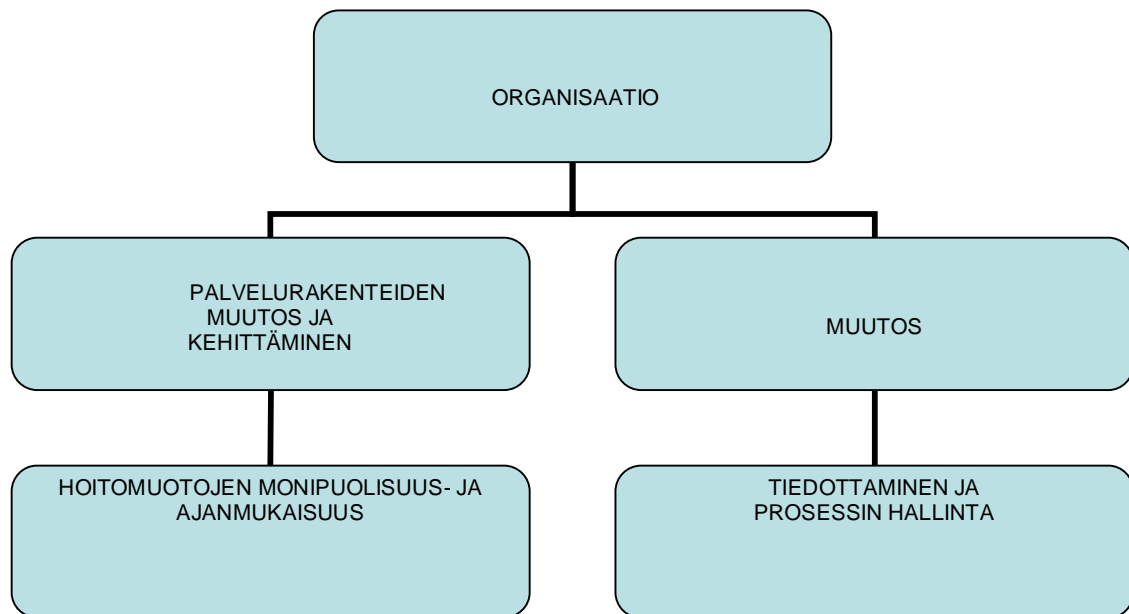 ORGANISAATIO
PALVELURAKENTEIDEN
MUUTOS JA
KEHITTÄMINEN
MUUTOS
HOITOMUOTOJEN MONIPUOLISUUS- JA
AJANMUKAISUUS
TIEDOTTAMINEN JA
PROSESSIN HALLINTA